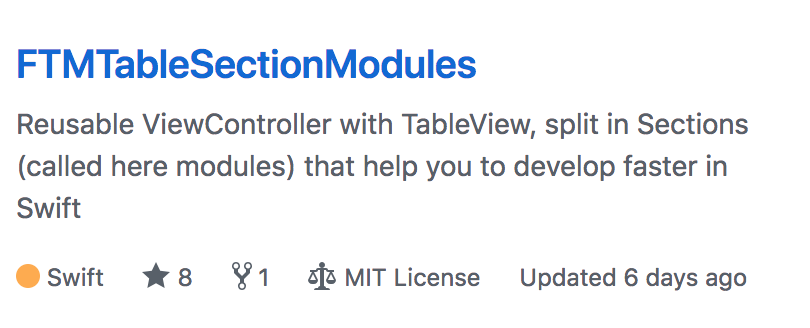 FTMTableSectionModules
Reusable ViewController with TableView, split in Sections
(called here modules) that help you to develop faster in
Swift
Swift 8 1 MIT License Updated 6 days ago